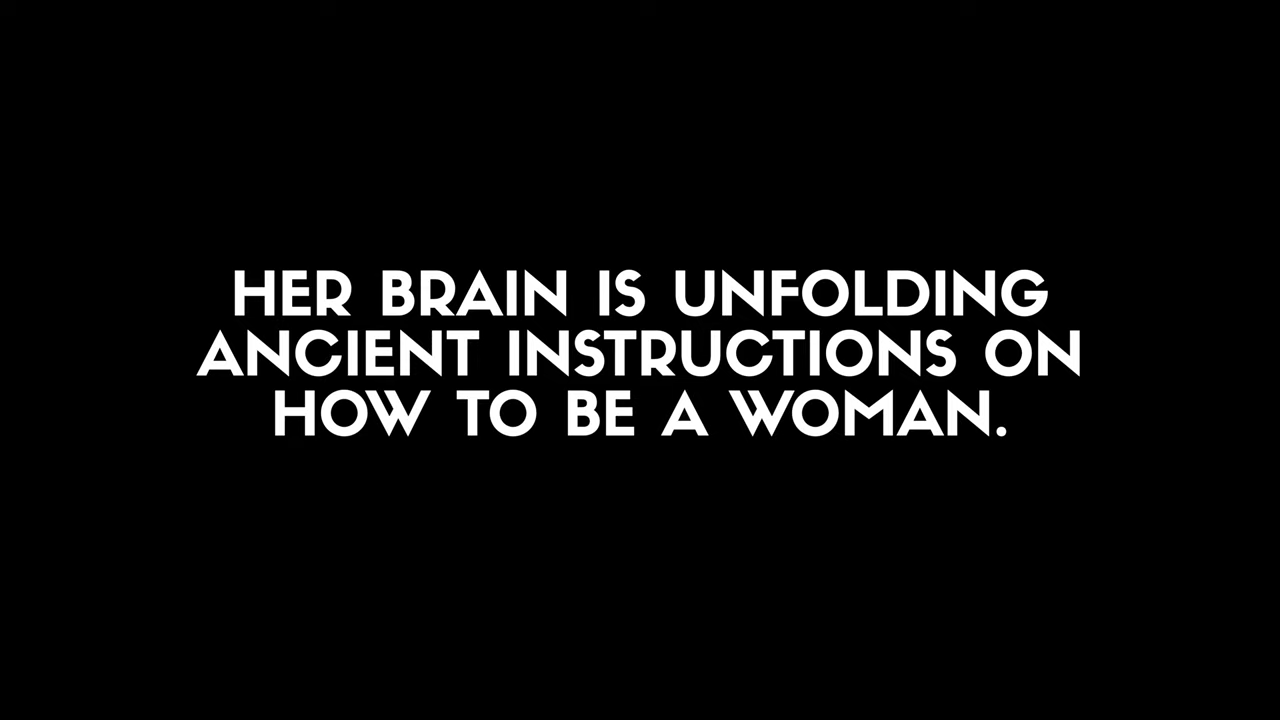 HER BRAIN IS UNFOLDING
ANCIENT INSTRUCTIONS ON
HOW TO BE A WOMAN.